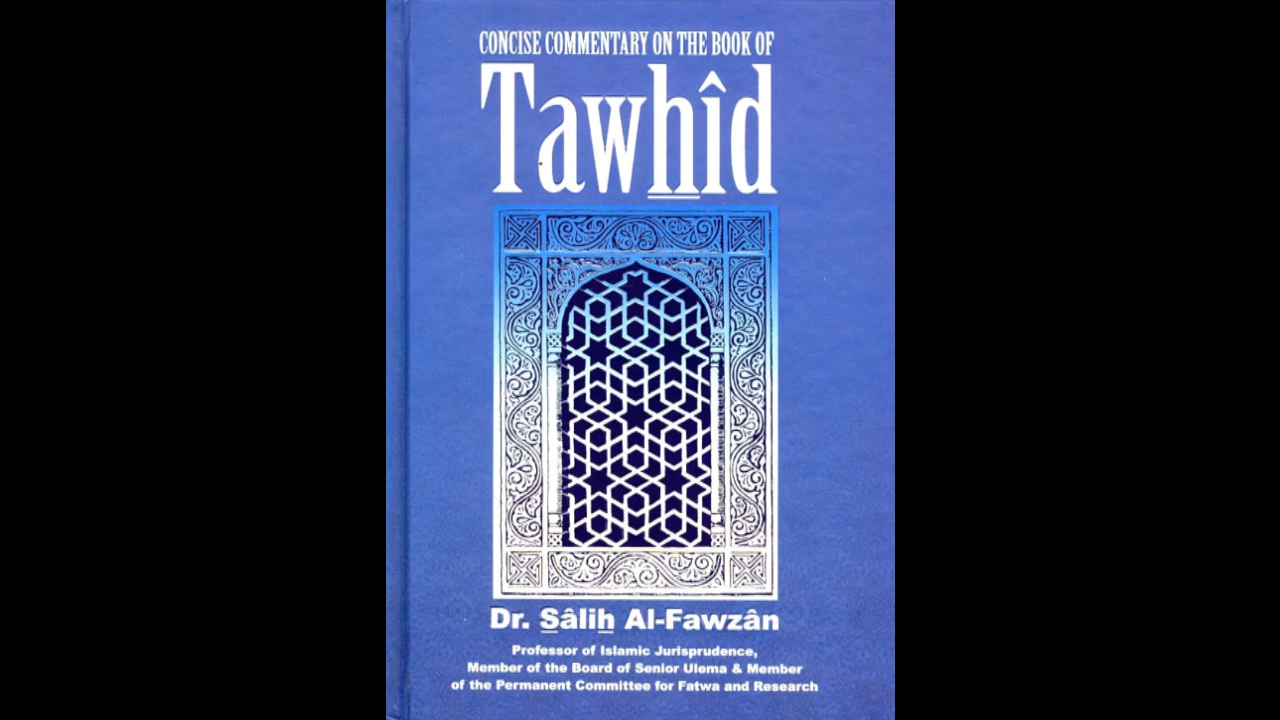 CONCISE COMMENTARY ON THE BOOK OF
Tawhîd
Dr. Sâlih Al-Fawzân
Professor of Islamic Jurisprudence,
Member of the Board of Senior Ulema & Member
of the Permanent Committee for Fatwa and Research